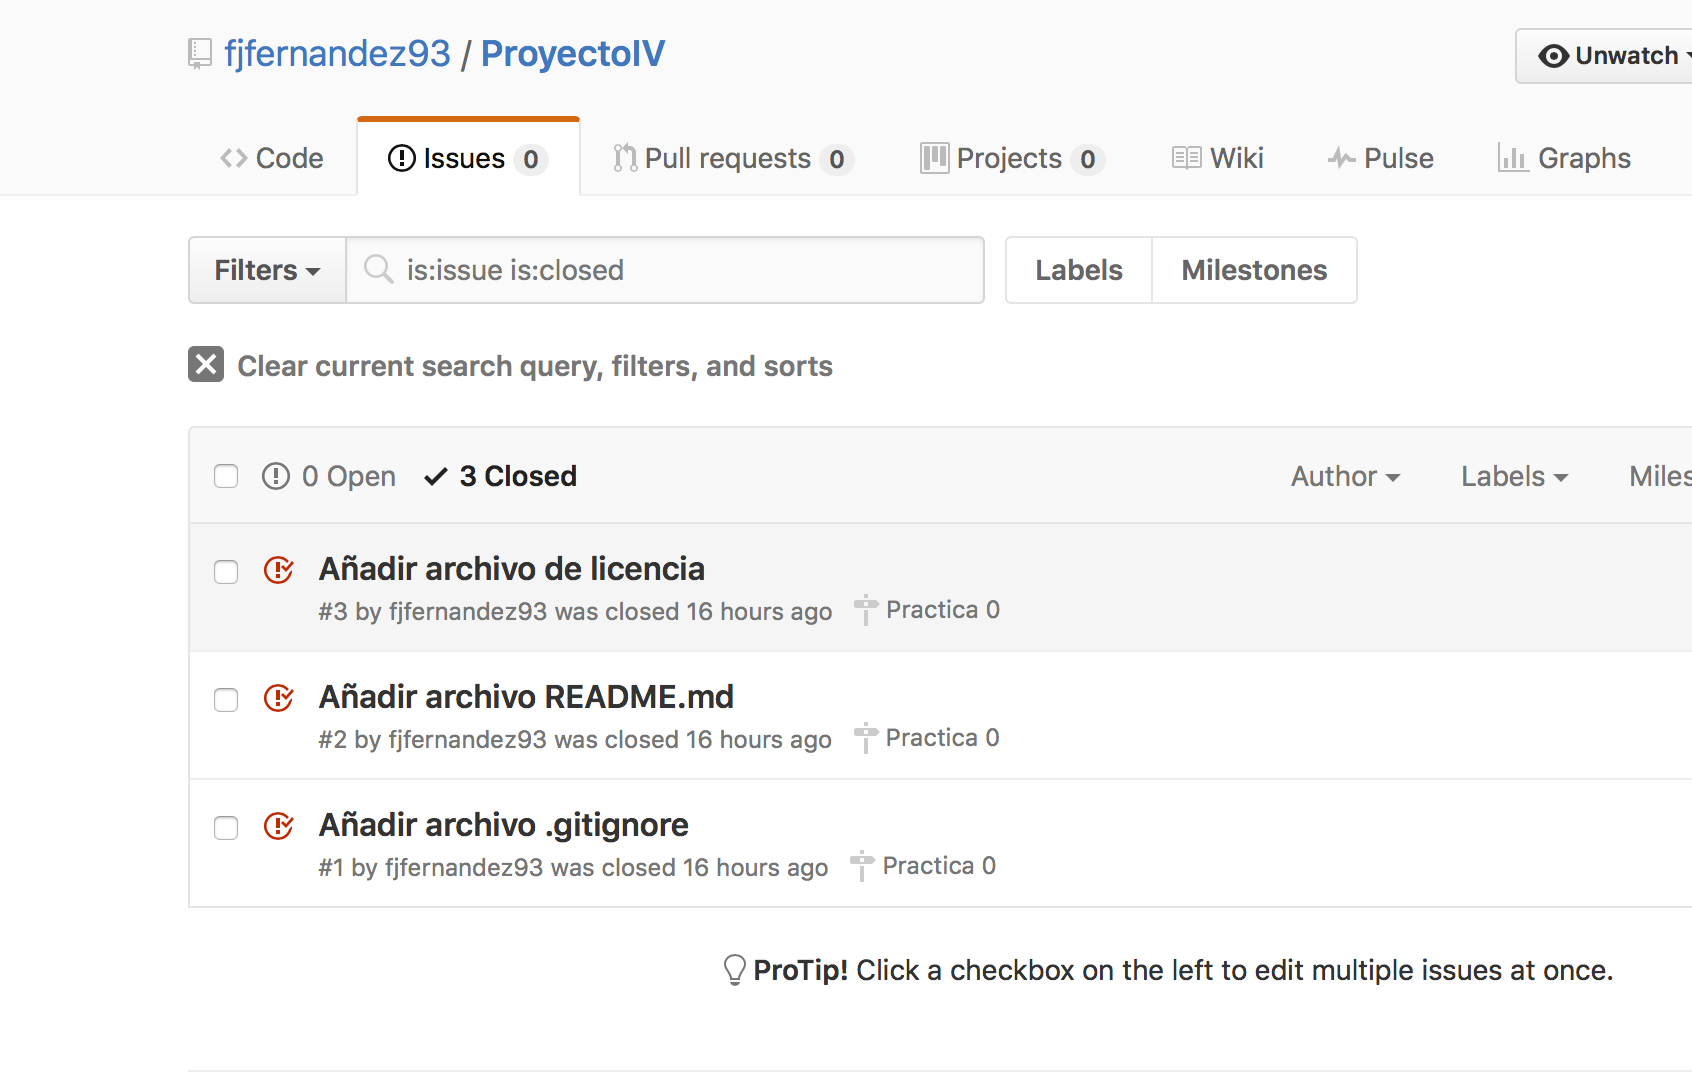 fjfernandez93 / ProyectoIV
Unwatch
Code
Issues 0
Pull requests 0
Projects 0
Wiki
Pulse
Graphs
Filters
is:issue is:closed
Labels
Milestones
Clear current search query, filters, and sorts
0 Open
3 Closed
Author
Labels
Miles
Añadir archivo de licencia
#3 by fjfernandez93 was closed 16 hours ago
Practica 0
Añadir archivo README.md
#2 by fjfernandez93 was closed 16 hours ago
Practica 0
Añadir archivo .gitignore
#1 by fjfernandez93 was closed 16 hours ago
Practica 0
ProTip! Click a checkbox on the left to edit multiple issues at once.